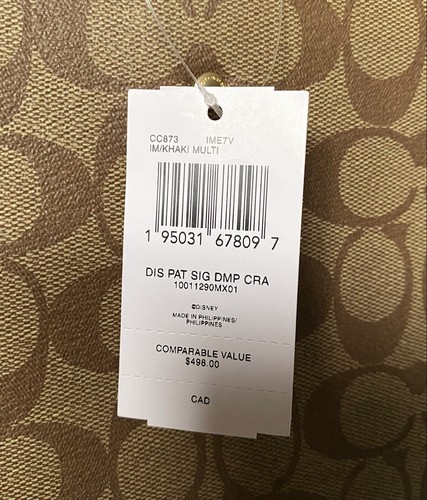 CC873 IME7V
IM/KHAKI MULTI
1 95031 67809 7
DIS PAT SIG DMP CRA
10011290MX01
©DISNEY
MADE IN PHILIPPINES/
PHILIPPINES
COMPARABLE VALUE
$498.00
CAD